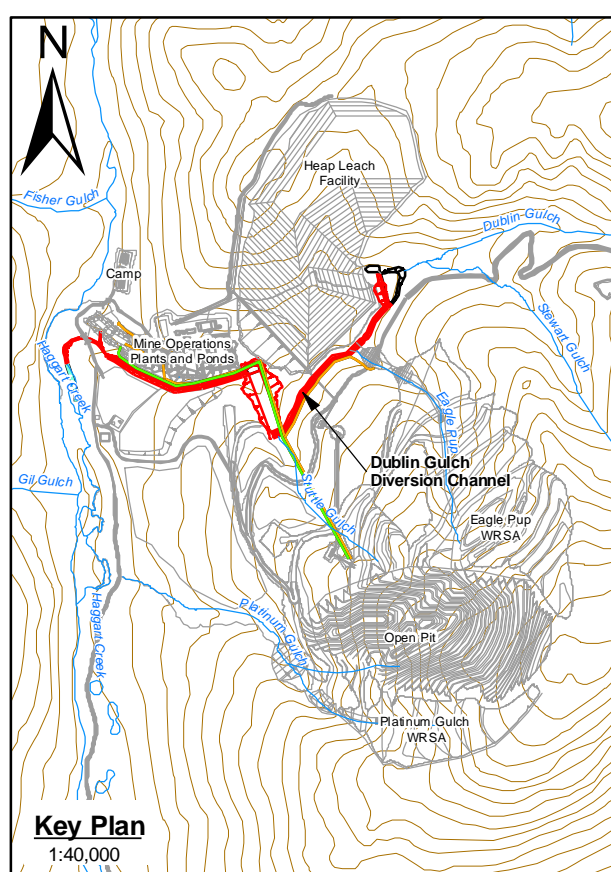 N
Heap Leach
Facility
Fisher Gulch
Dublin Gulch
Camp
Stewart Gulch
Mine Operations
Plants and Ponds
Haggart Creek
Eagle Pup
Dublin Gulch
Diversion Channel
Gil Gulch
Stuttle Gulch
Eagle Pup
WRSA
Haggart Creek
Platinum Gulch
Open Pit
Platinum Gulch
WRSA
Key Plan
1:40,000